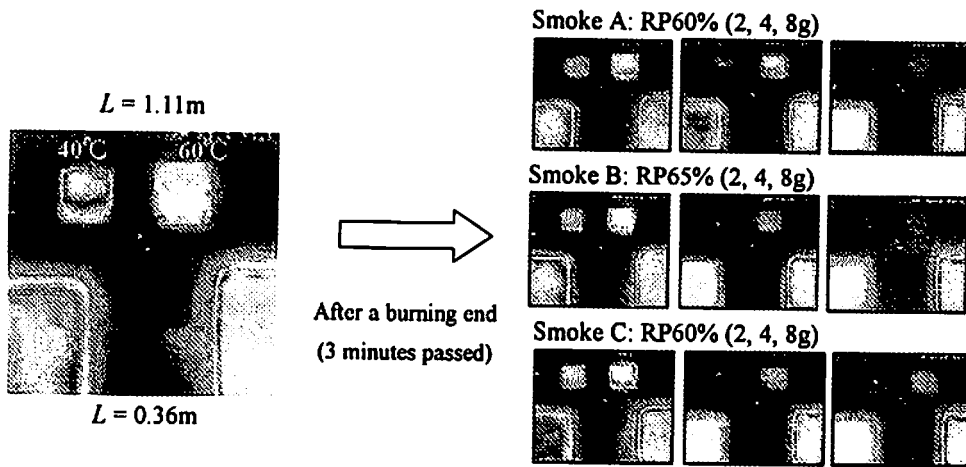 L = 1.11m
40°C 60°C
L = 0.36m
After a burning end
(3 minutes passed)
Smoke A: RP60% (2, 4, 8g)
Smoke B: RP65% (2, 4, 8g)
Smoke C: RP60% (2, 4, 8g)